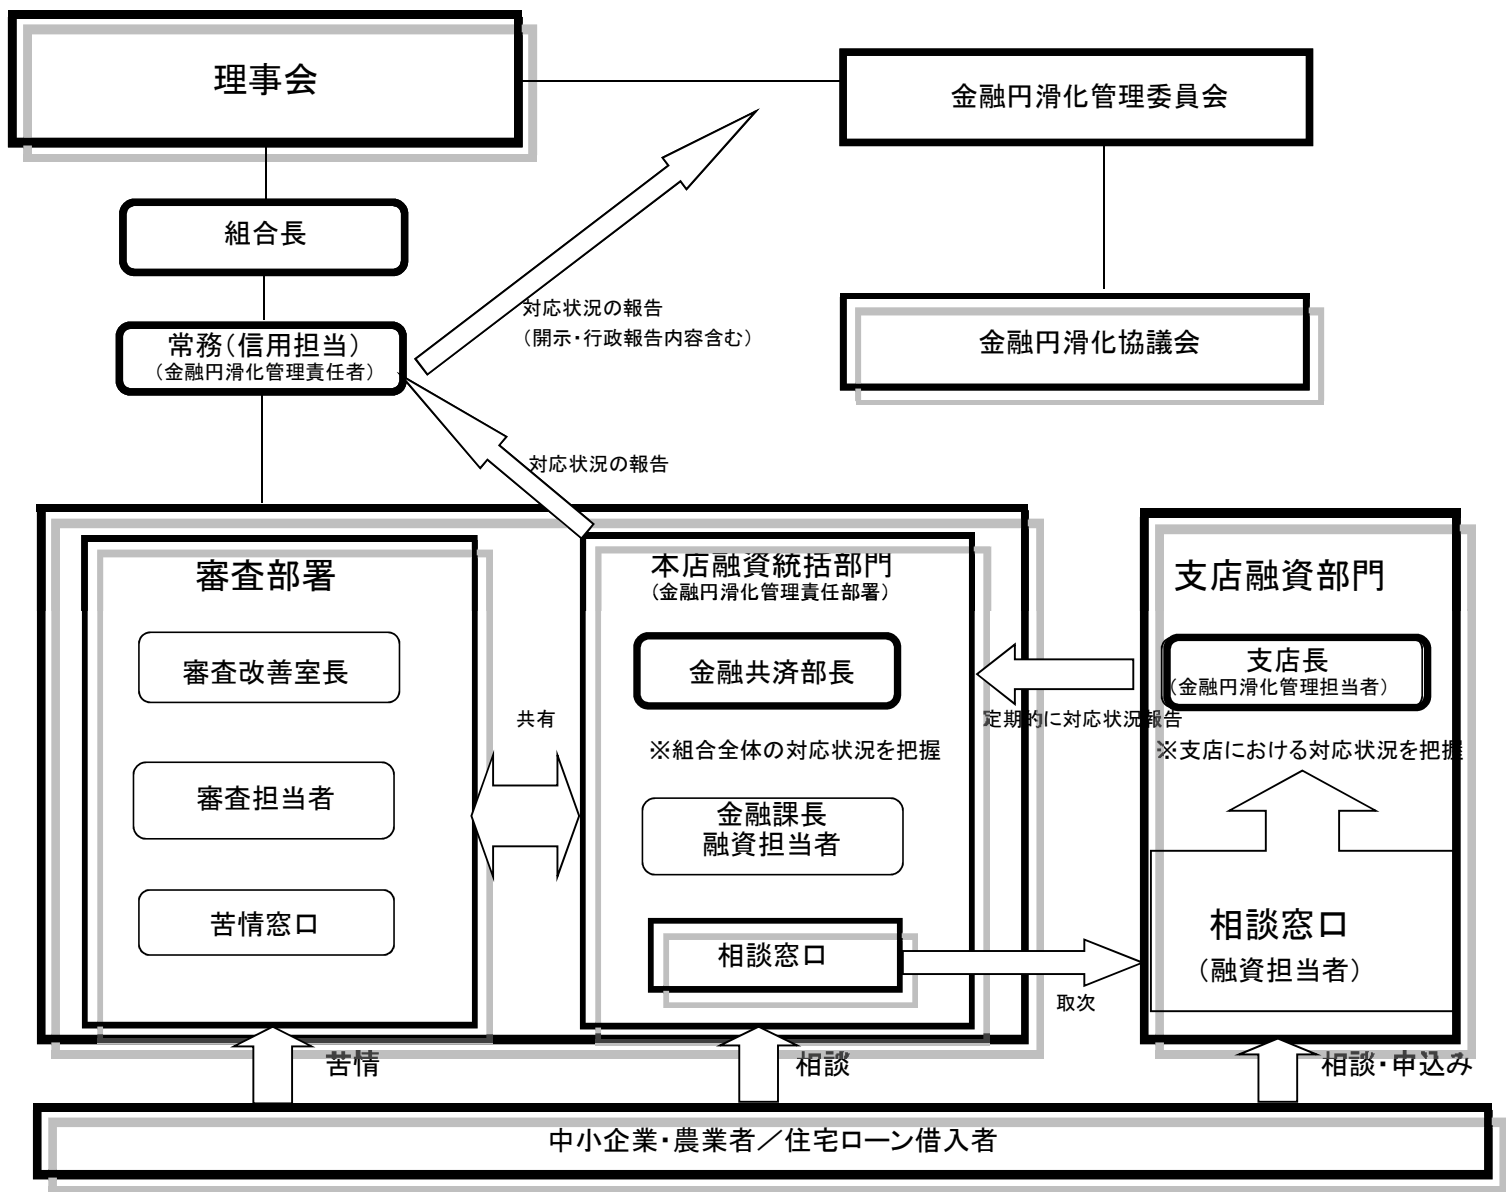 理事会
金融円滑化管理委員会
組合長
対応状況の報告
（開示・行政報告内容含む）
常務（信用担当）
（金融円滑化管理責任者）
金融円滑化協議会
対応状況の報告
審査部署
審査改善室長
審査担当者
苦情窓口
共有
本店融資統括部門
（金融円滑化管理責任部署）
金融共済部長
※組合全体の対応状況を把握
金融課長
融資担当者
相談窓口
定期的に対応状況報告
取次
支店融資部門
支店長
（金融円滑化管理担当者）
※支店における対応状況を把握
相談窓口
（融資担当者）
苦情
相談
相談・申込み
中小企業・農業者／住宅ローン借入者